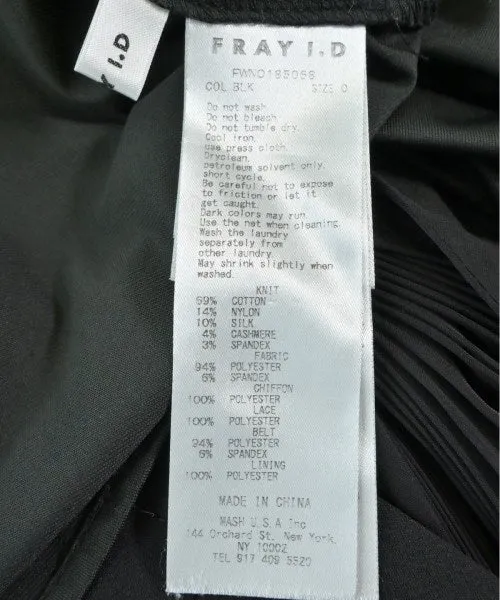 Y I.D
FRAY I.D
FWNO185068
COL.BLK SIZE 0
Do not wash
Do not bleach
Do not tumble dry.
Cool iron.
use press cloth.
Dryclean.
petroleum solvent only,
short cycle.
Be careful not to expose
to friction or let it
get caught.
Dark colors may run.
Use the net when cleaning.
Wash the laundry
separately from
other laundry.
May shrink slightly when
washed.
KNIT
69% COTTON
14% NYLON
10% SILK
4% CASHMERE
3% SPANDEX
FABRIC
94% POLYESTER
6% SPANDEX
CHIFFON
100% POLYESTER
LACE
100% POLYESTER
BELT
94% POLYESTER
6% SPANDEX
LINING
100% POLYESTER
MADE IN CHINA
MASH U.S.A Inc
144 Orchard St. New York,
NY 10002
TEL 917 409 5520